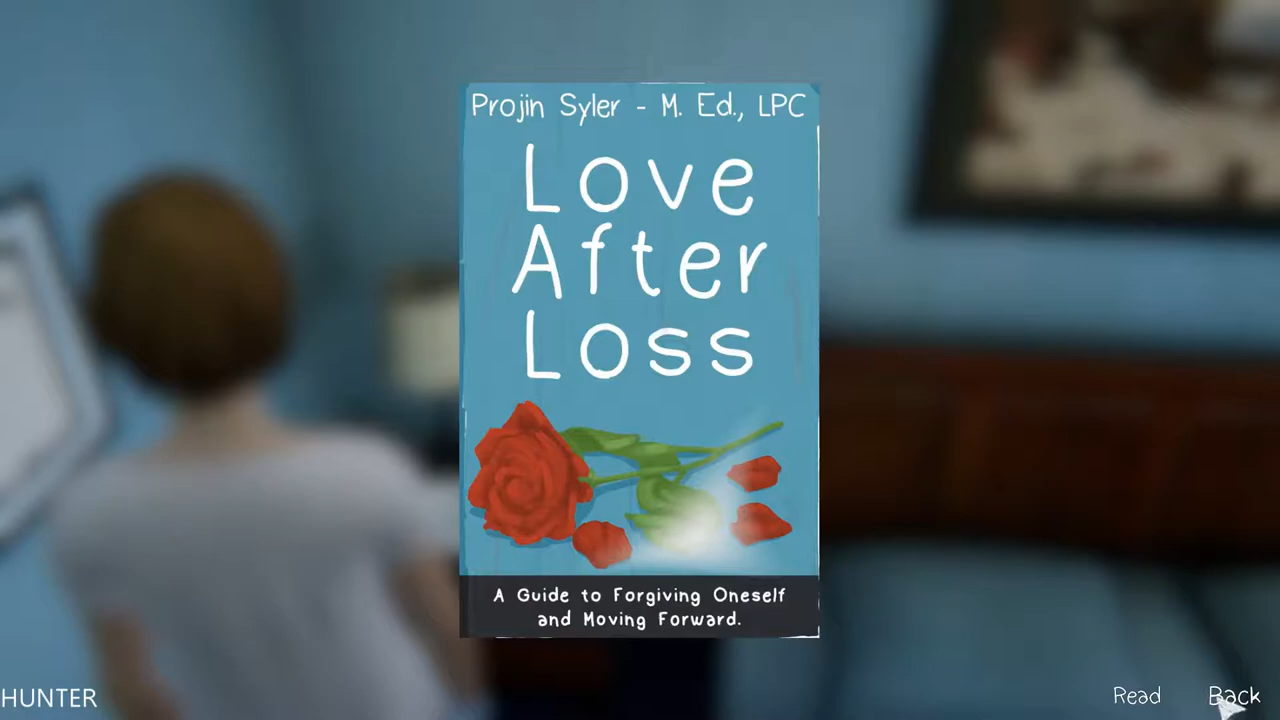 Projin Syler - M. Ed., LPC
Love
After
Loss
A Guide to Forgiving Oneself
and Moving Forward.
HUNTER
Read
Back